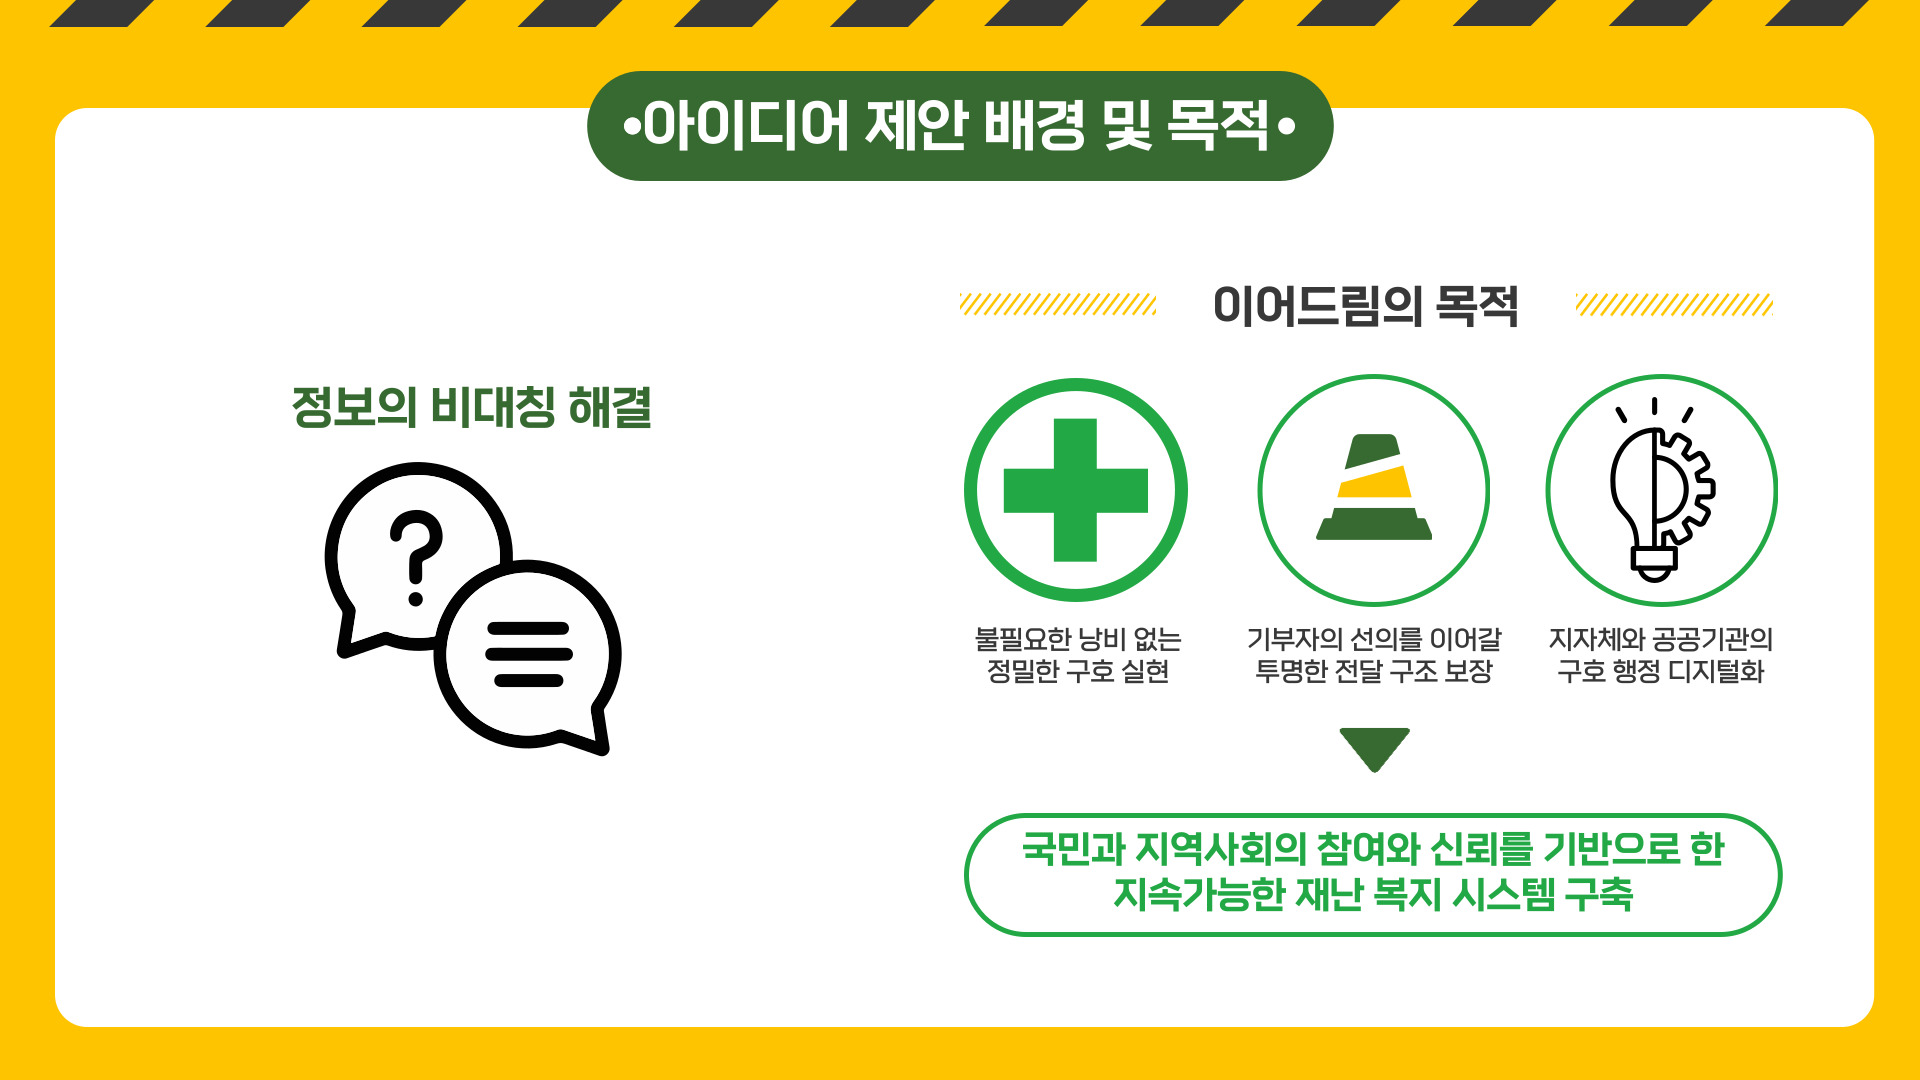 •아이디어 제안 배경 및 목적•
정보의 비대칭 해결
?
이어드림의 목적
불필요한 낭비 없는
정밀한 구호 실현
기부자의 선의를 이어갈
투명한 전달 구조 보장
지자체와 공공기관의
구호 행정 디지털화
국민과 지역사회의 참여와 신뢰를 기반으로 한
지속가능한 재난 복지 시스템 구축